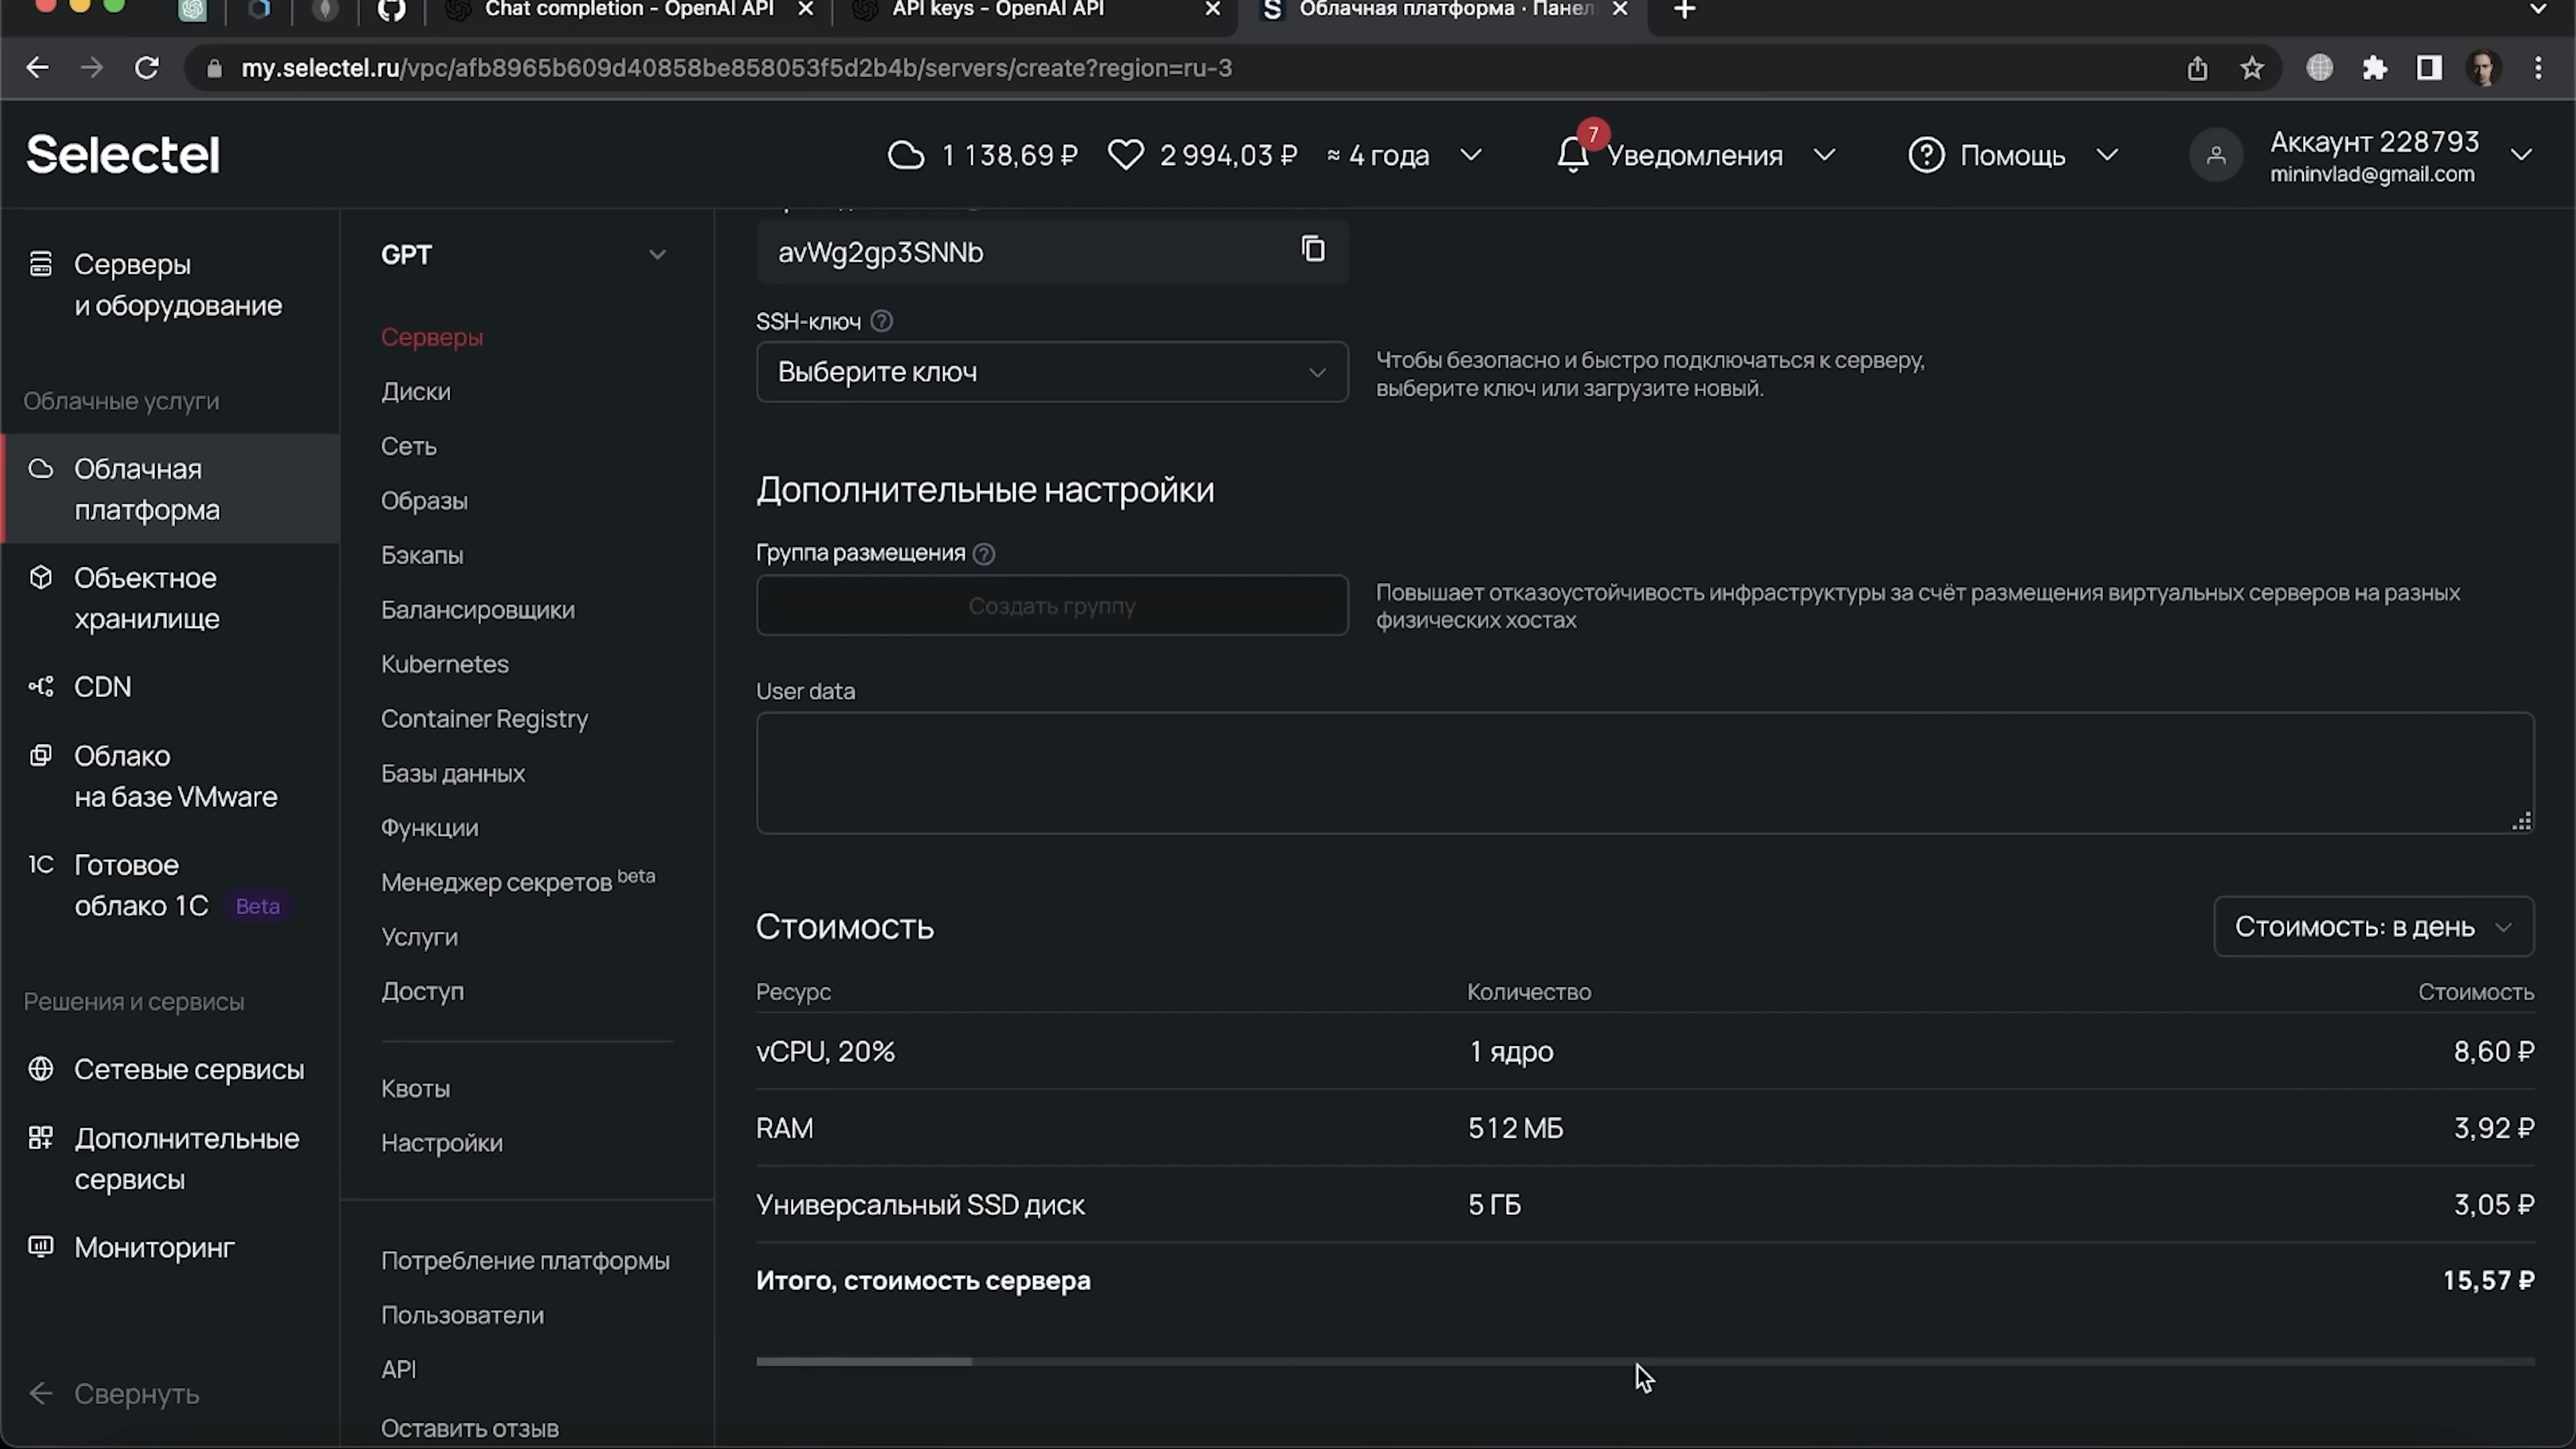 Chat completion - OpenAI API
API keys - OpenAI API
Облачная платформа · Панел
my.selectel.ru/vpc/afb8965b609d40858be858053f5d2b4b/servers/create?region=ru-3
Selectel
1 138,69 ₽
2 994,03 ₽
≈ 4 года
7
Уведомления
Помощь
Аккаунт 228793
mininvlad@gmail.com
Серверы
и оборудование
Облачные услуги
Облачная
платформа
Объектное
хранилище
CDN
Облако
на базе VMware
1C Готовое
облако 1С Beta
Решения и сервисы
Сетевые сервисы
Дополнительные
сервисы
Мониторинг
Свернуть
GPT
Серверы
Диски
Сеть
Образы
Бэкапы
Балансировщики
Kubernetes
Container Registry
Базы данных
Функции
Менеджер секретов beta
Услуги
Доступ
Квоты
Настройки
Потребление платформы
Пользователи
API
Оставить отзыв
avWg2gp3SNNb
SSH-ключ
Выберите ключ
Чтобы безопасно и быстро подключаться к серверу,
выберите ключ или загрузите новый.
Дополнительные настройки
Группа размещения
Создать группу
Повышает отказоустойчивость инфраструктуры за счёт размещения виртуальных серверов на разных
физических хостах
User data
Стоимость
Стоимость: в день
Ресурс Количество Стоимость
vCPU, 20% 1 ядро 8,60 ₽
RAM 512 МБ 3,92 ₽
Универсальный SSD диск 5 ГБ 3,05 ₽
Итого, стоимость сервера 15,57 ₽